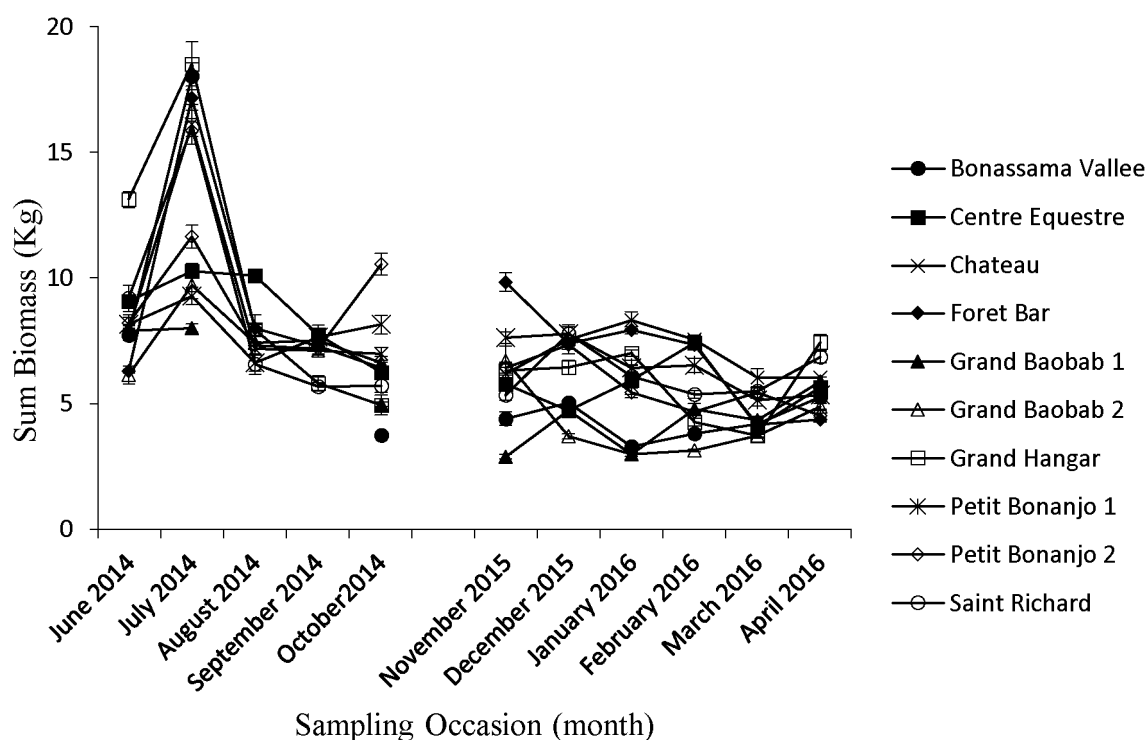 20
15
10
5
0
Sum Biomass (Kg)
June 2014
July 2014
August 2014
September 2014
October2014
November 2015
December 2015
January 2016
February 2016
March 2016
April 2016
Sampling Occasion (month)
Bonassama Vallee
Centre Equestre
Chateau
Foret Bar
Grand Baobab 1
Grand Baobab 2
Grand Hangar
Petit Bonanjo 1
Petit Bonanjo 2
Saint Richard